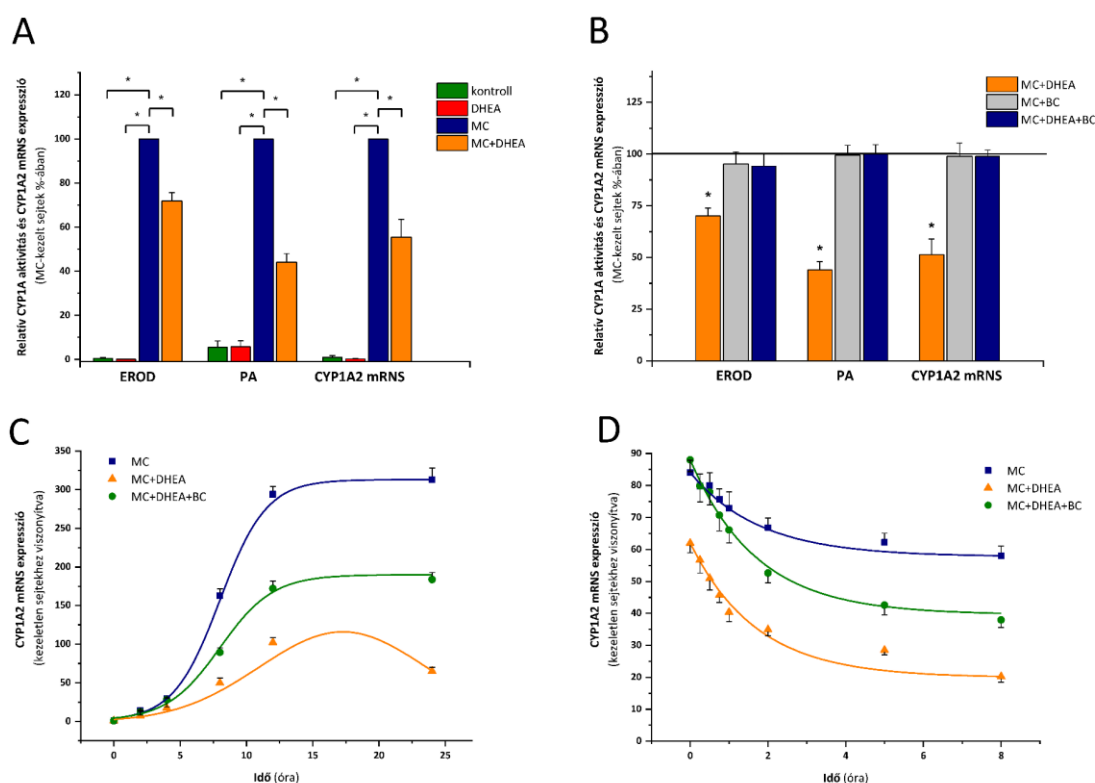 A
Relatív CYP1A aktivitás és CYP1A2 mRNS expresszió
(MC-kezelt sejtek %-ában)
120
100
80
60
40
20
0
* * *
* * *
* * *
kontroll
DHEA
MC
MC+DHEA
EROD PA CYP1A2 mRNS
B
Relatív CYP1A aktivitás és CYP1A2 mRNS expresszió
(MC-kezelt sejtek %-ában)
125
100
75
50
25
0
* * *
MC+DHEA
MC+BC
MC+DHEA+BC
EROD PA CYP1A2 mRNS
C
CYP1A2 mRNS expresszió
(kezeletlen sejtekhez viszonyítva)
350
300
250
200
150
100
50
0
MC
MC+DHEA
MC+DHEA+BC
0 5 10 15 20 25
Idő (óra)
D
CYP1A2 mRNS expresszió
(kezeletlen sejtekhez viszonyítva)
90
80
70
60
50
40
30
20
10
0
MC
MC+DHEA
MC+DHEA+BC
0 2 4 6 8
Idő (óra)